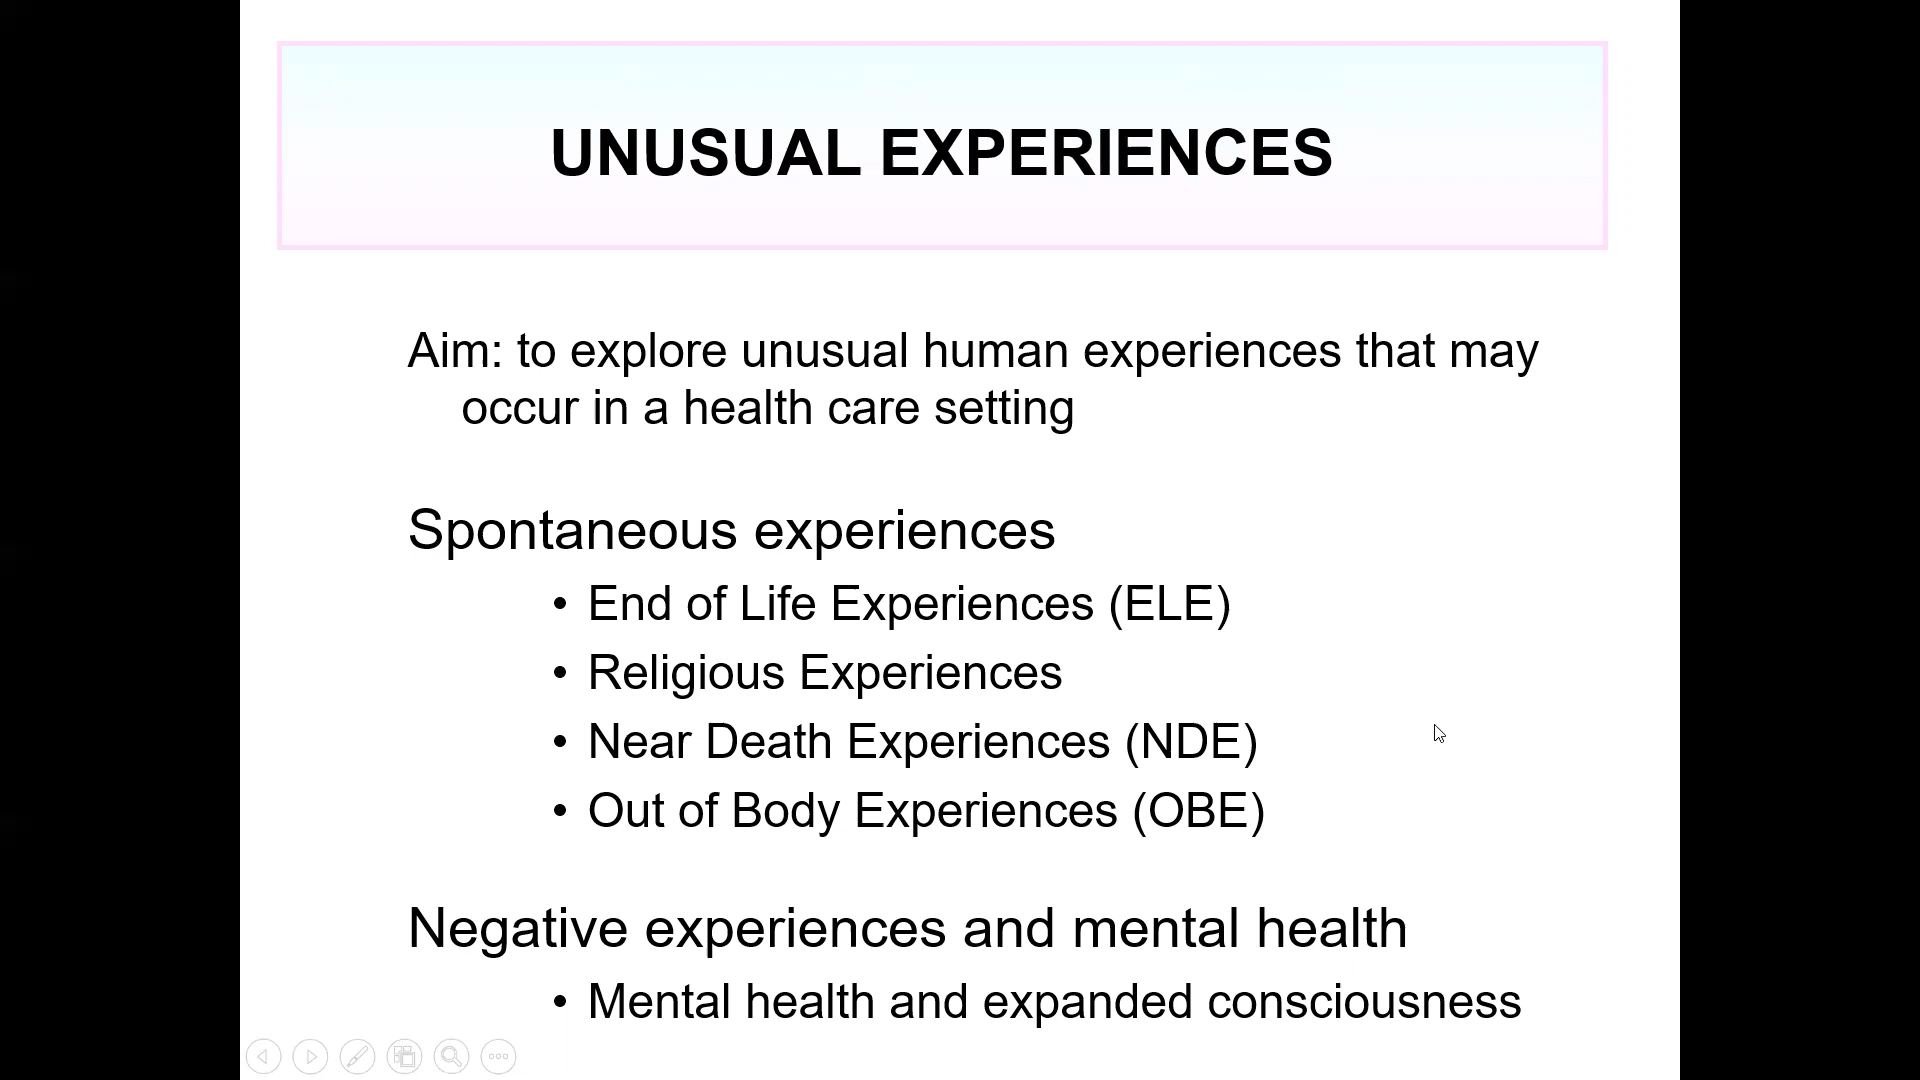 UNUSUAL EXPERIENCES
Aim: to explore unusual human experiences that may
occur in a health care setting
Spontaneous experiences
• End of Life Experiences (ELE)
• Religious Experiences
• Near Death Experiences (NDE)
• Out of Body Experiences (OBE)
Negative experiences and mental health
• Mental health and expanded consciousness